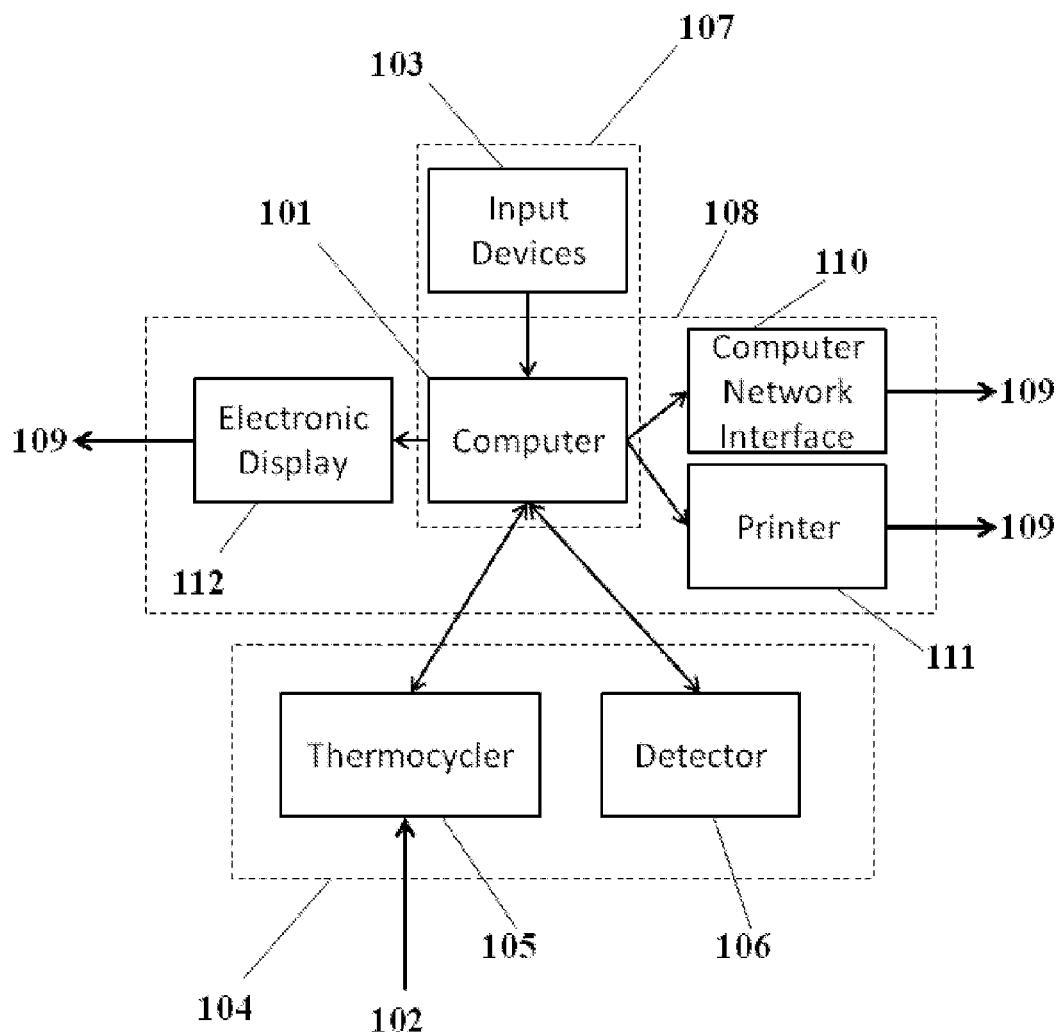 107
103
Input
Devices
101
108
110
Computer
Network
Interface
109
Electronic
Display
Computer
109
Printer
109
112
111
Thermocycler
Detector
105
106
104
102